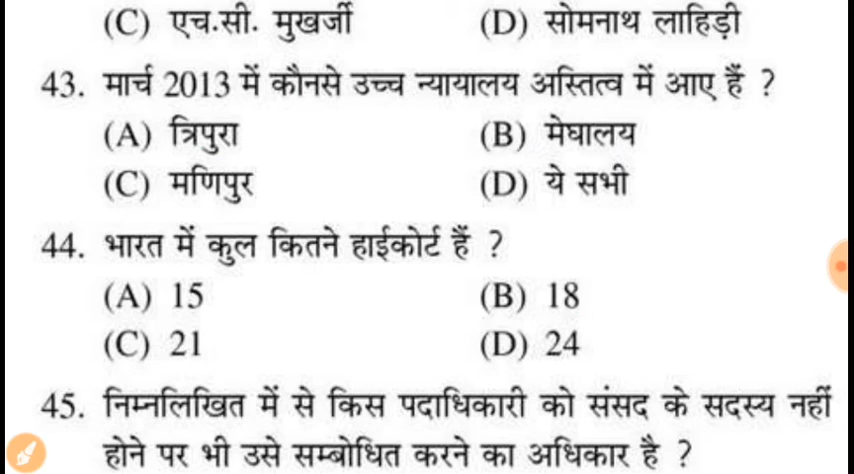 (C) एच.सी. मुखर्जी (D) सोमनाथ लाहिड़ी
43. मार्च 2013 में कौनसे उच्च न्यायालय अस्तित्व में आए हैं ?
(A) त्रिपुरा (B) मेघालय
(C) मणिपुर (D) ये सभी
44. भारत में कुल कितने हाईकोर्ट हैं ?
(A) 15 (B) 18
(C) 21 (D) 24
45. निम्नलिखित में से किस पदाधिकारी को संसद के सदस्य नहीं
होने पर भी उसे सम्बोधित करने का अधिकार है ?